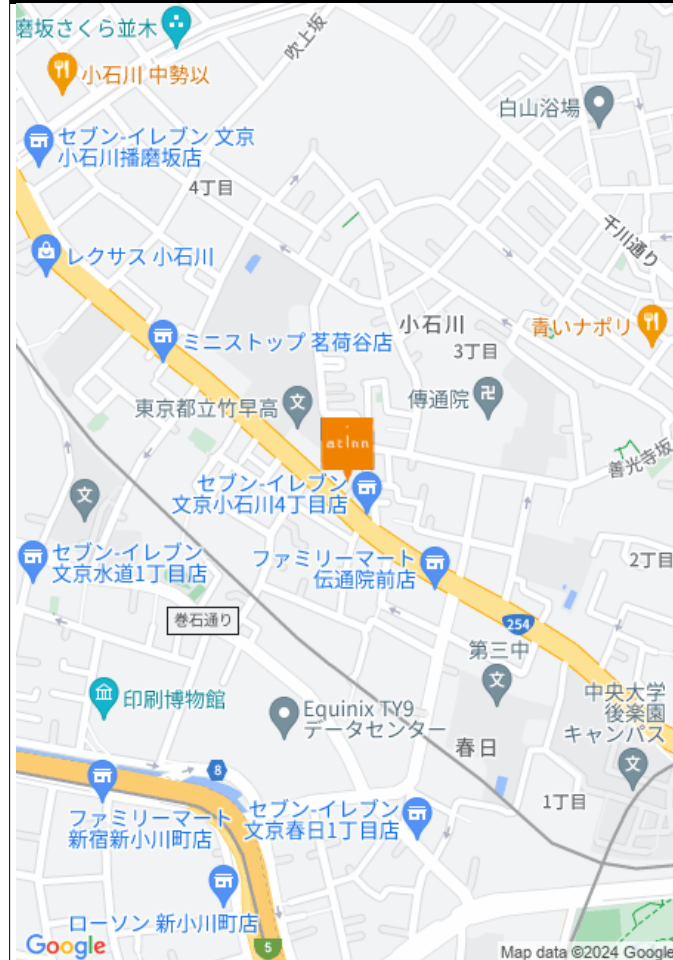 磨坂さくら並木
吹上坂
小石川 中勢以
白山浴場
セブン-イレブン 文京
小石川播磨坂店
4丁目
千川通り
レクサス 小石川
小石川
青いナポリ
ミニストップ 茗荷谷店
3丁目
東京都立竹早高
文
傳通院
卍
atinn
善光寺坂
セブン-イレブン
文京小石川4丁目店
文
セブン-イレブン
文京水道1丁目店
ファミリーマート
伝通院前店
2丁目
巻石通り
254
第三中
文
印刷博物館
Equinix TY9
データセンター
春日
中央大学
後楽園
キャンパス
文
8
ファミリーマート
新宿新小川町店
セブン-イレブン
文京春日1丁目店
1丁目
ローソン 新小川町店
5
Google
Map data ©2024 Google